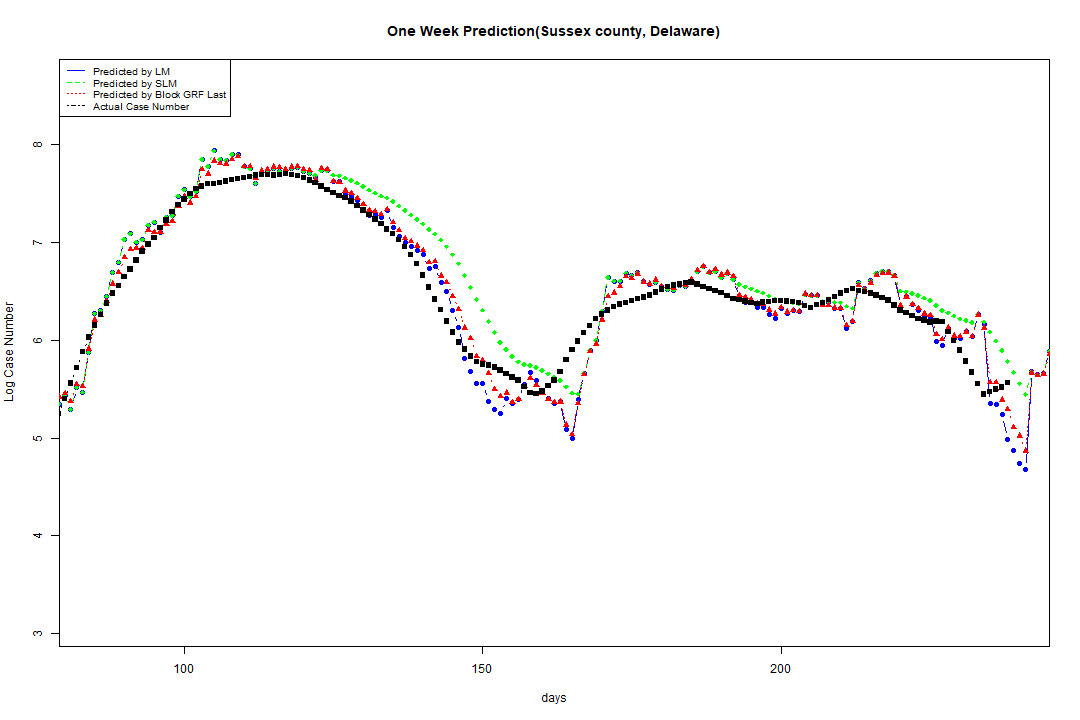 One Week Prediction(Sussex county, Delaware)
Predicted by LM
Predicted by SLM
Predicted by Block GRF Last
Actual Case Number
8
7
6
5
4
3
Log Case Number
100 150 200
days